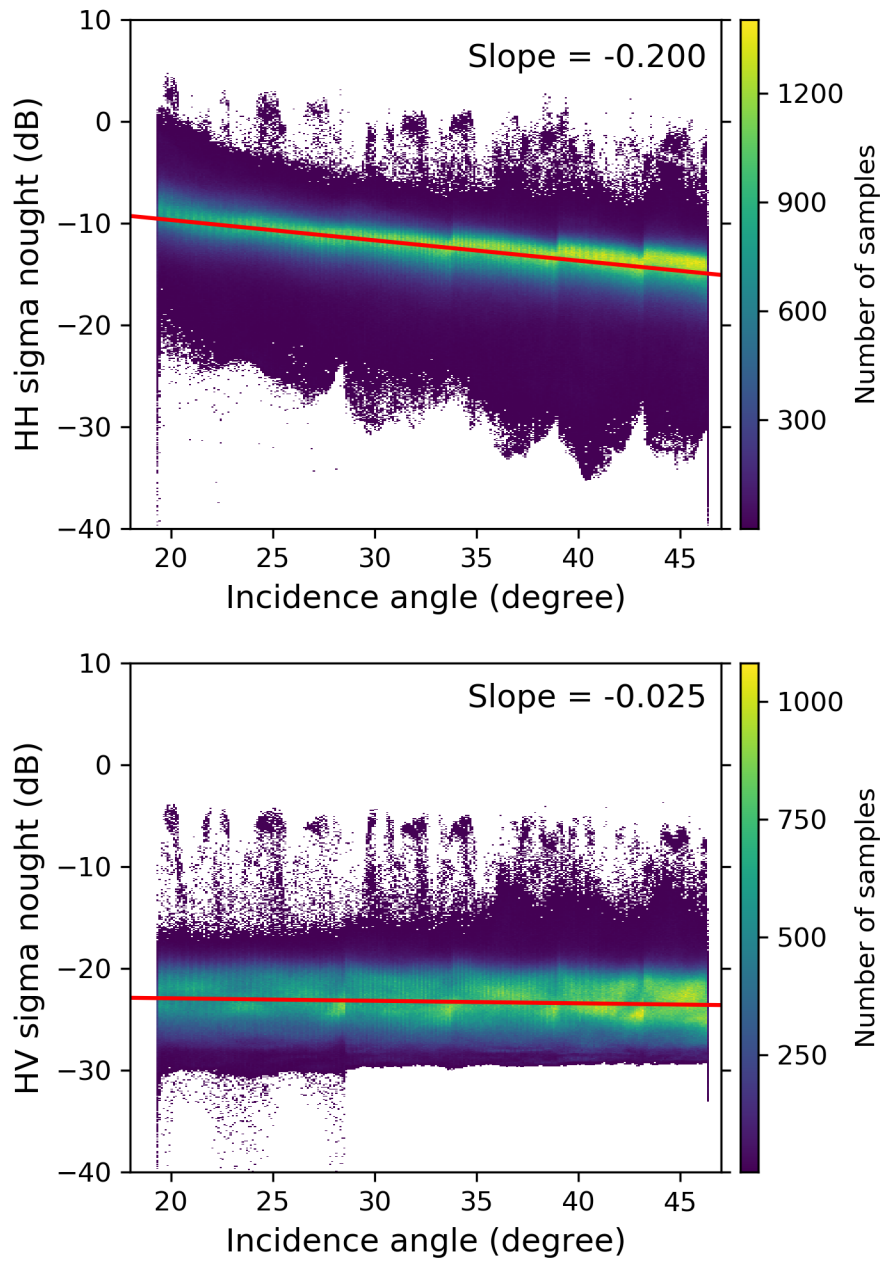 Slope = -0.200
HH sigma nought (dB)
10
0
−10
−20
−30
−40
20 25 30 35 40 45
Incidence angle (degree)
1200
900
600
300
Number of samples
Slope = -0.025
HV sigma nought (dB)
10
0
−10
−20
−30
−40
20 25 30 35 40 45
Incidence angle (degree)
1000
750
500
250
Number of samples